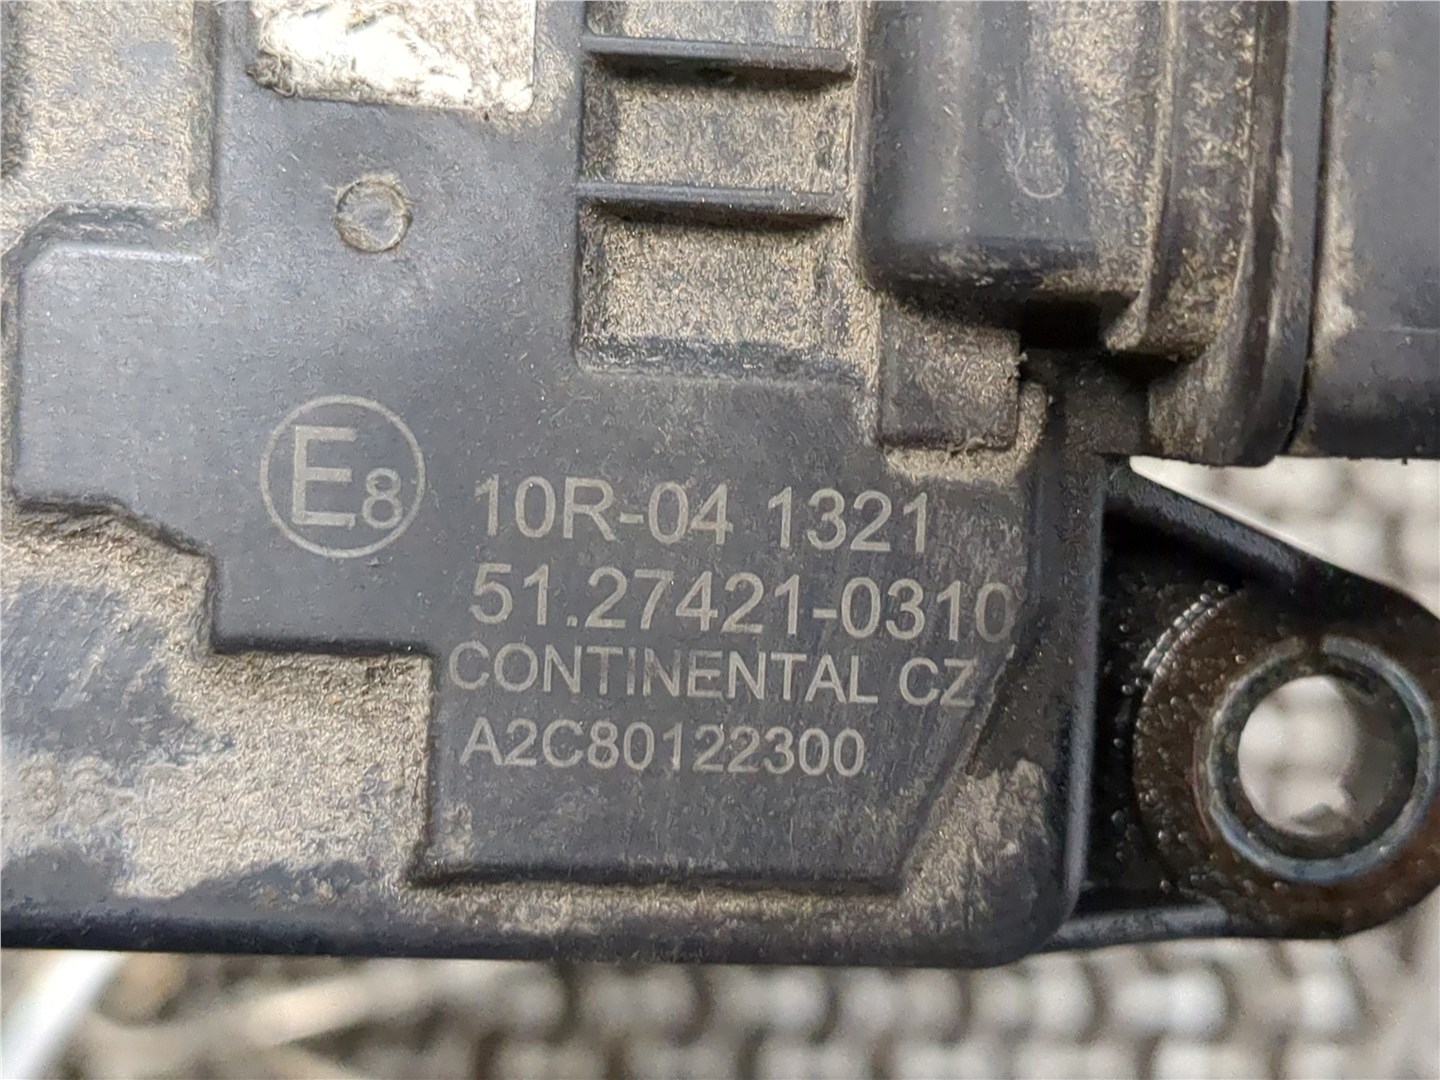 E8 10R-04 1321
51.27421-0310
CONTINENTAL CZ
A2C80122300